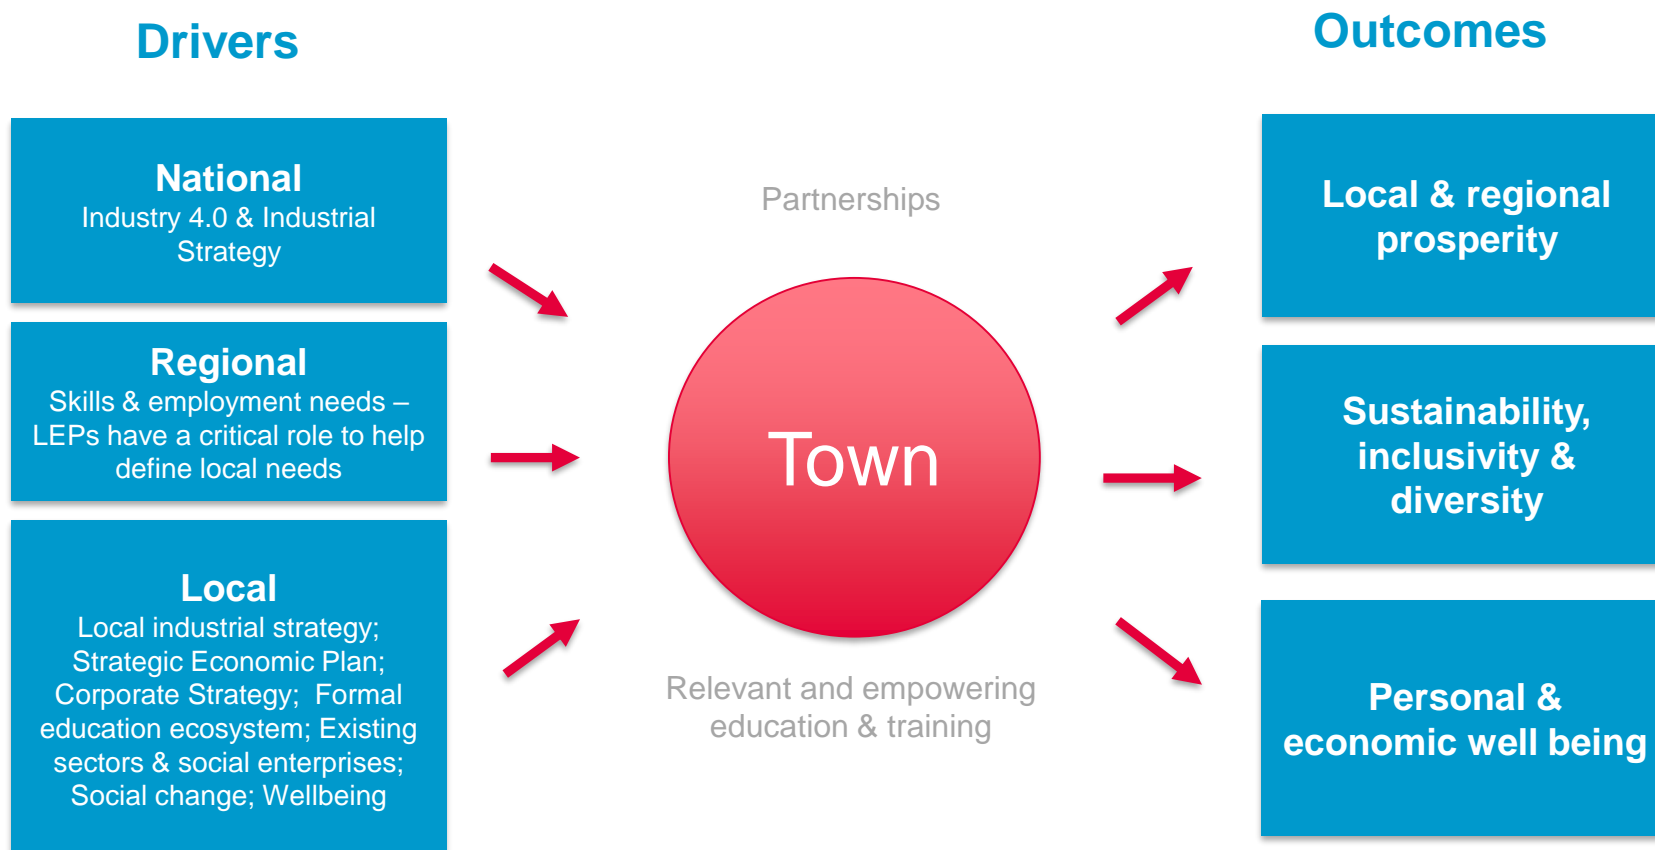 Drivers
National
Industry 4.0 & Industrial
Strategy
Regional
Skills & employment needs –
LEPs have a critical role to help
define local needs
Local
Local industrial strategy;
Strategic Economic Plan;
Corporate Strategy;  Formal
education ecosystem; Existing
sectors & social enterprises;
Social change; Wellbeing
Partnerships
Town
Relevant and empowering
education & training
Outcomes
Local & regional
prosperity
Sustainability,
inclusivity &
diversity
Personal &
economic well being